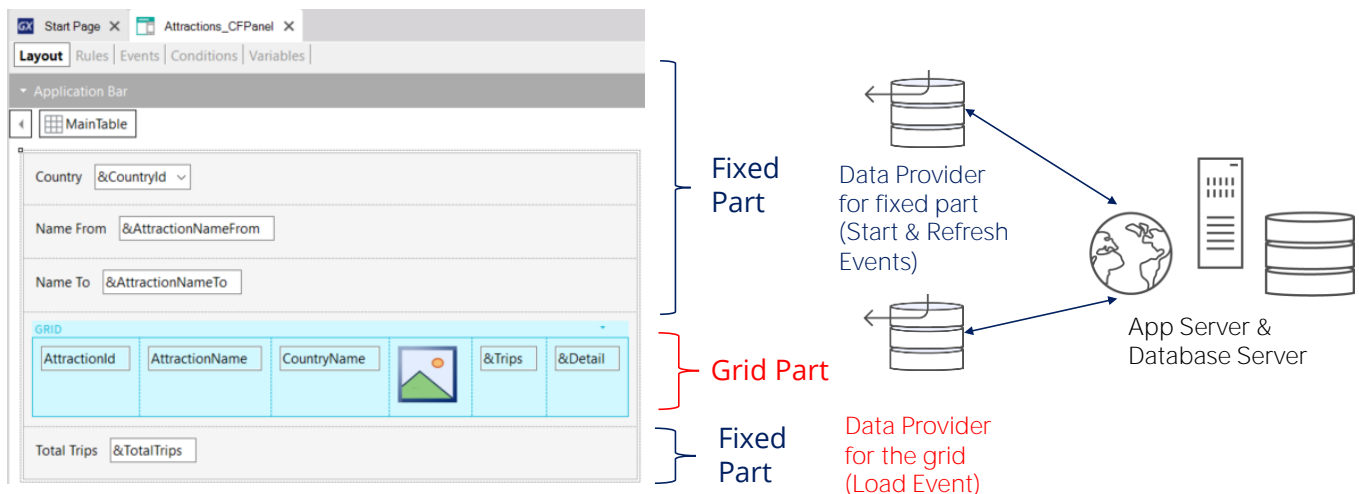 GX Start Page X Attractions_CFPanel X
Layout Rules Events Conditions Variables
Application Bar
MainTable
Country &CountryId
Name From &AttractionNameFrom
Name To &AttractionNameTo
GRID
AttractionId AttractionName CountryName &Trips &Detail
Total Trips &TotalTrips
Fixed
Part
Grid Part
Fixed
Part
Data Provider
for fixed part
(Start & Refresh
Events)
Data Provider
for the grid
(Load Event)
App Server &
Database Server